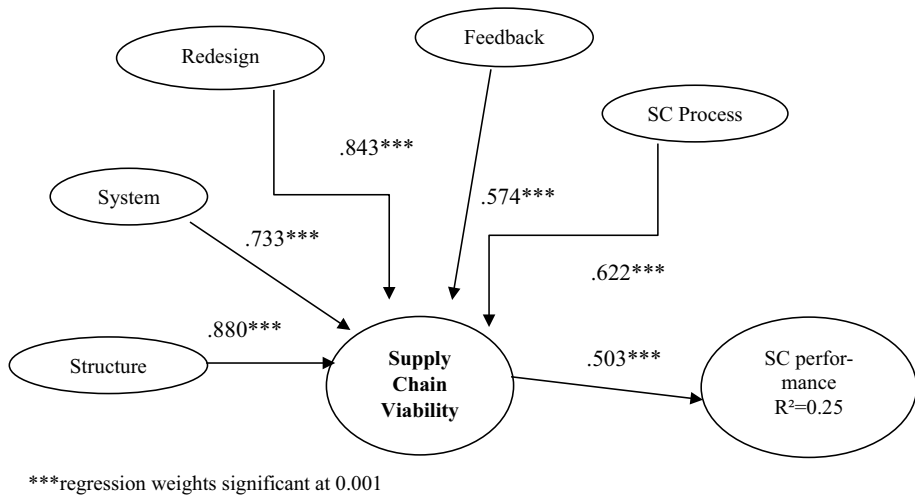 Feedback
Redesign
SC Process
.843***
System
.574***
.733***
.622***
.880***
Structure
Supply
Chain
Viability
.503***
SC perfor-
mance
R²=0.25
***regression weights significant at 0.001